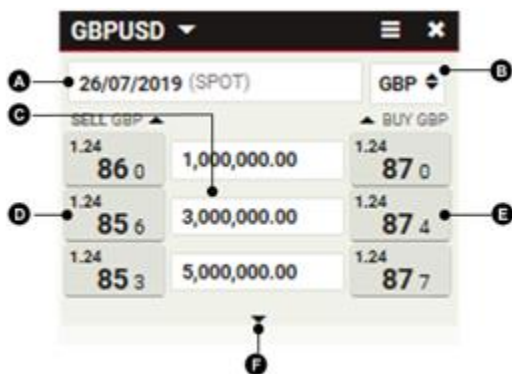 GBPUSD
A
26/07/2019 (SPOT)
GBP
B
C
SELL GBP
BUY GBP
1.24 86 0
1,000,000.00
1.24 87 0
D
1.24 85 6
3,000,000.00
1.24 87 4
E
1.24 85 3
5,000,000.00
1.24 87 7
F